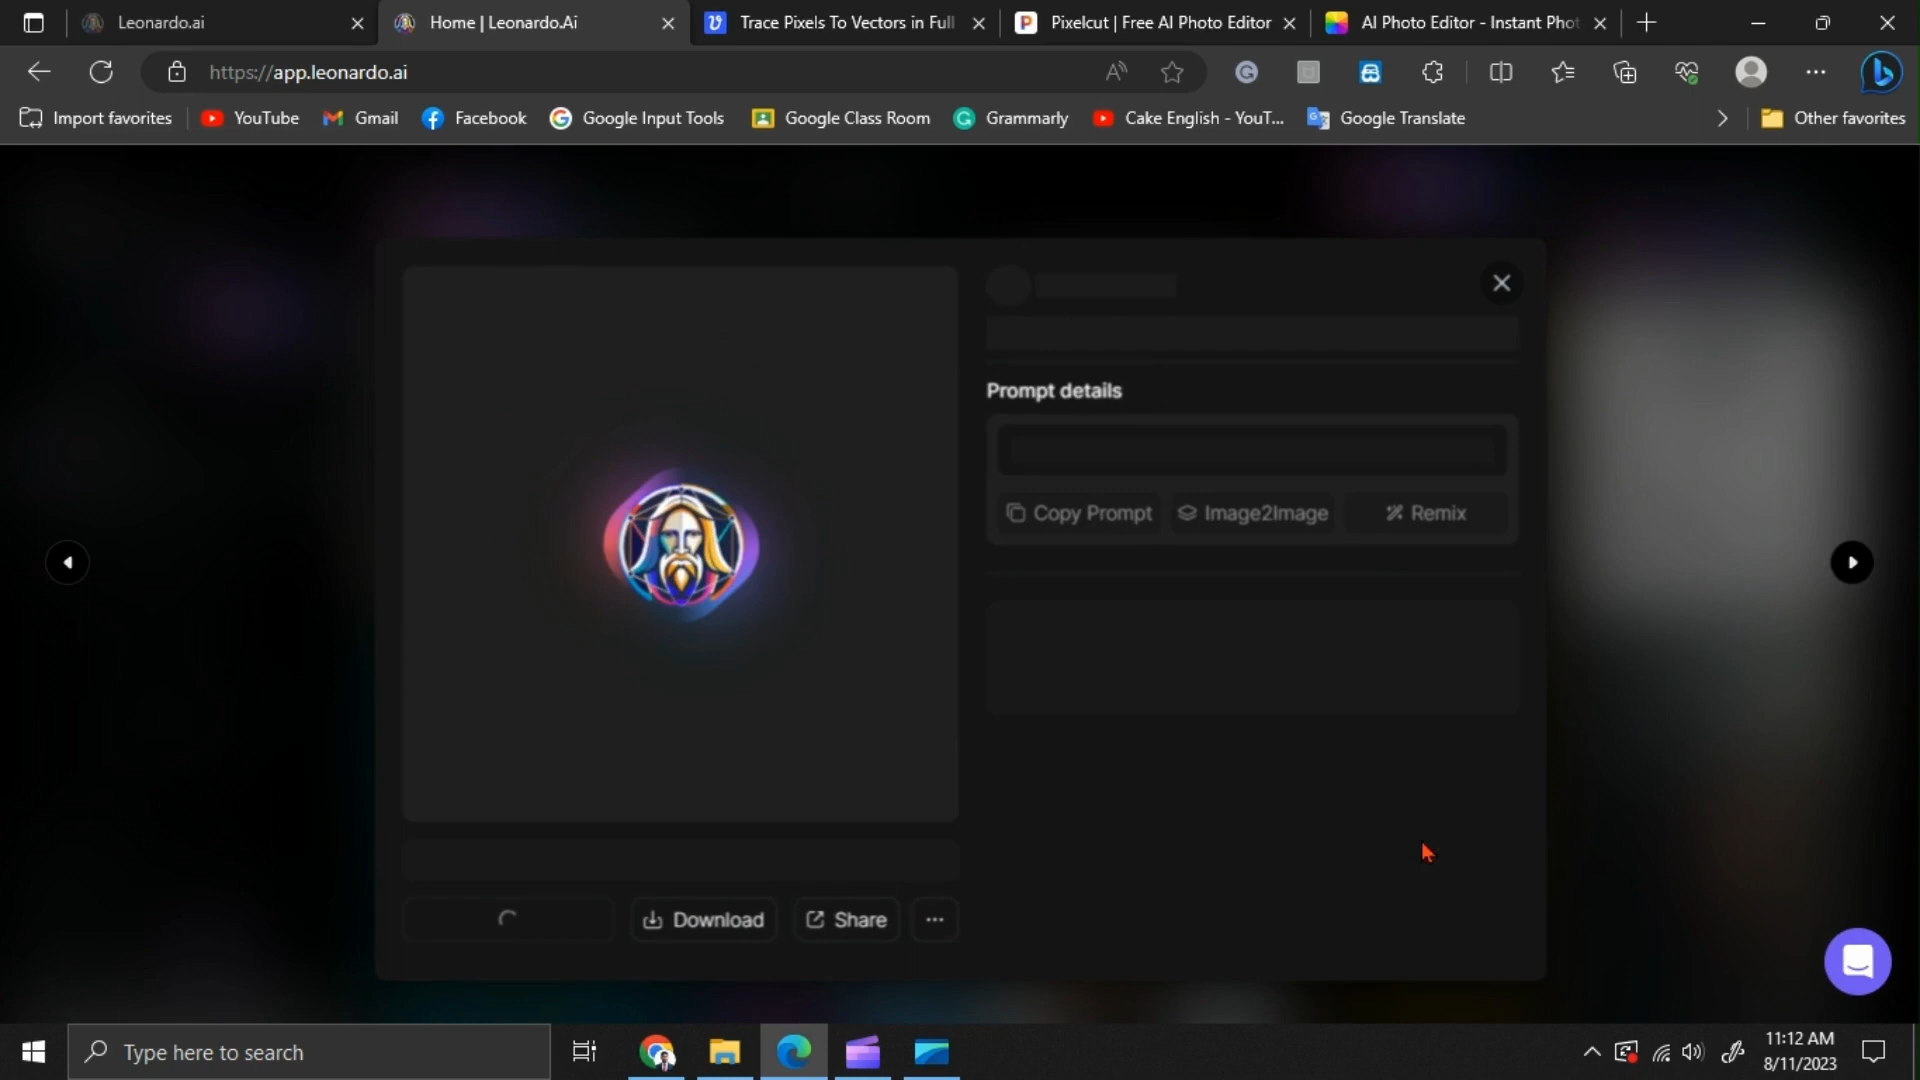 Leonardo.ai
Home | Leonardo.Ai
Trace Pixels To Vectors in Full
Pixelcut | Free AI Photo Editor
AI Photo Editor - Instant Phot
https://app.leonardo.ai
Import favorites
YouTube
Gmail
Facebook
Google Input Tools
Google Class Room
Grammarly
Cake English - YouT...
Google Translate
Other favorites
Prompt details
Copy Prompt
Image2Image
Remix
Download
Share
Type here to search
11:12 AM
8/11/2023